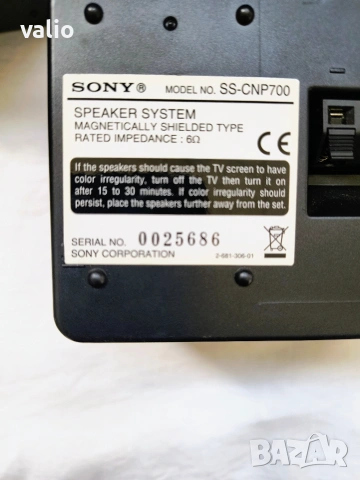 valio
SONY® MODEL NO. SS-CNP700
SPEAKER SYSTEM
MAGNETICALLY SHIELDED TYPE
RATED IMPEDANCE : 6Ω
CE
If the speakers should cause the TV screen to have
color irregularity, turn off the TV then turn it on
after 15 to 30 minutes. If color irregularity should
persist, place the speakers further away from the set.
SERIAL NO. 0025686
SONY CORPORATION 2-681-306-01
BAZAR